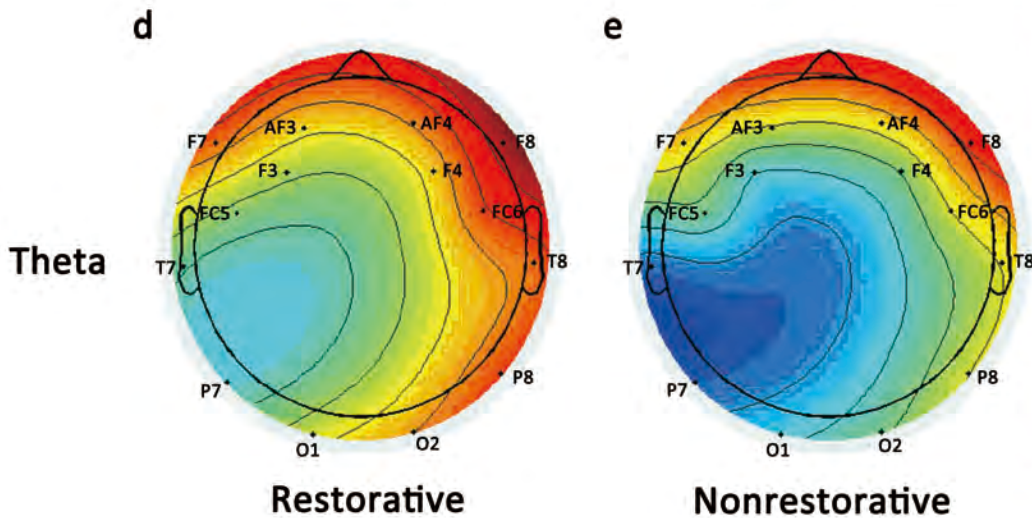 d
e
AF3 AF4
F7 F8
F3 F4
FC5 FC6
T7 T8
P7 P8
O1 O2
AF3 AF4
F7 F8
F3 F4
FC5 FC6
T7 T8
P7 P8
O1 O2
Theta
Restorative
Nonrestorative